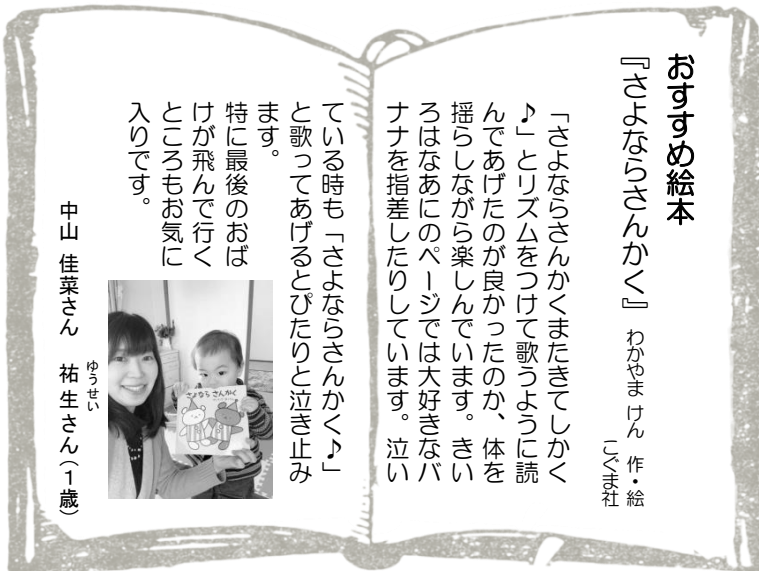 おすすめ絵本
『さよならさんかく』 わかやま けん 作・絵
こぐま社
「さよならさんかくまたきてしかく
♪」とリズムをつけて歌うように読
んであげたのが良かったのか、体を
揺らしながら楽しんでいます。きい
ろはなあにのページでは大好きなバ
ナナを指差したりしています。泣い
ている時も「さよならさんかく♪」
と歌ってあげるとぴたりと泣き止み
ます。
特に最後のおば
けが飛んで行く
ところもお気に
入りです。
さよなら さんかく
中山 佳菜さん 祐生さん(1歳)
ゆうせい